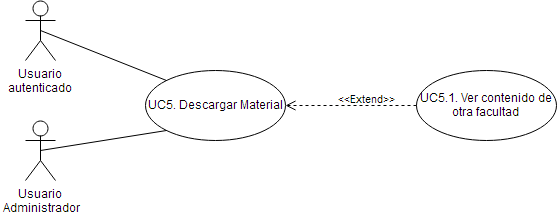 Usuario
autenticado
UC5. Descargar Material
<<Extend>>
UC5.1. Ver contenido de
otra facultad
Usuario
Administrador